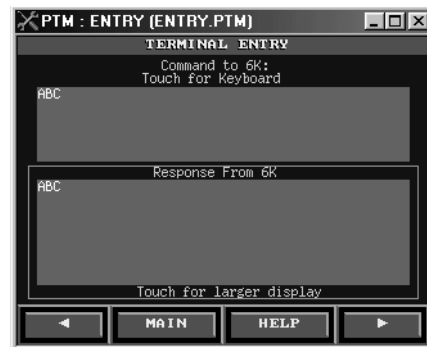 PTM : ENTRY (ENTRY.PTM)
TERMINAL ENTRY
Command to 6K:
Touch for Keyboard
ABC
Response From 6K
ABC
Touch for larger display
◄ MAIN HELP ►